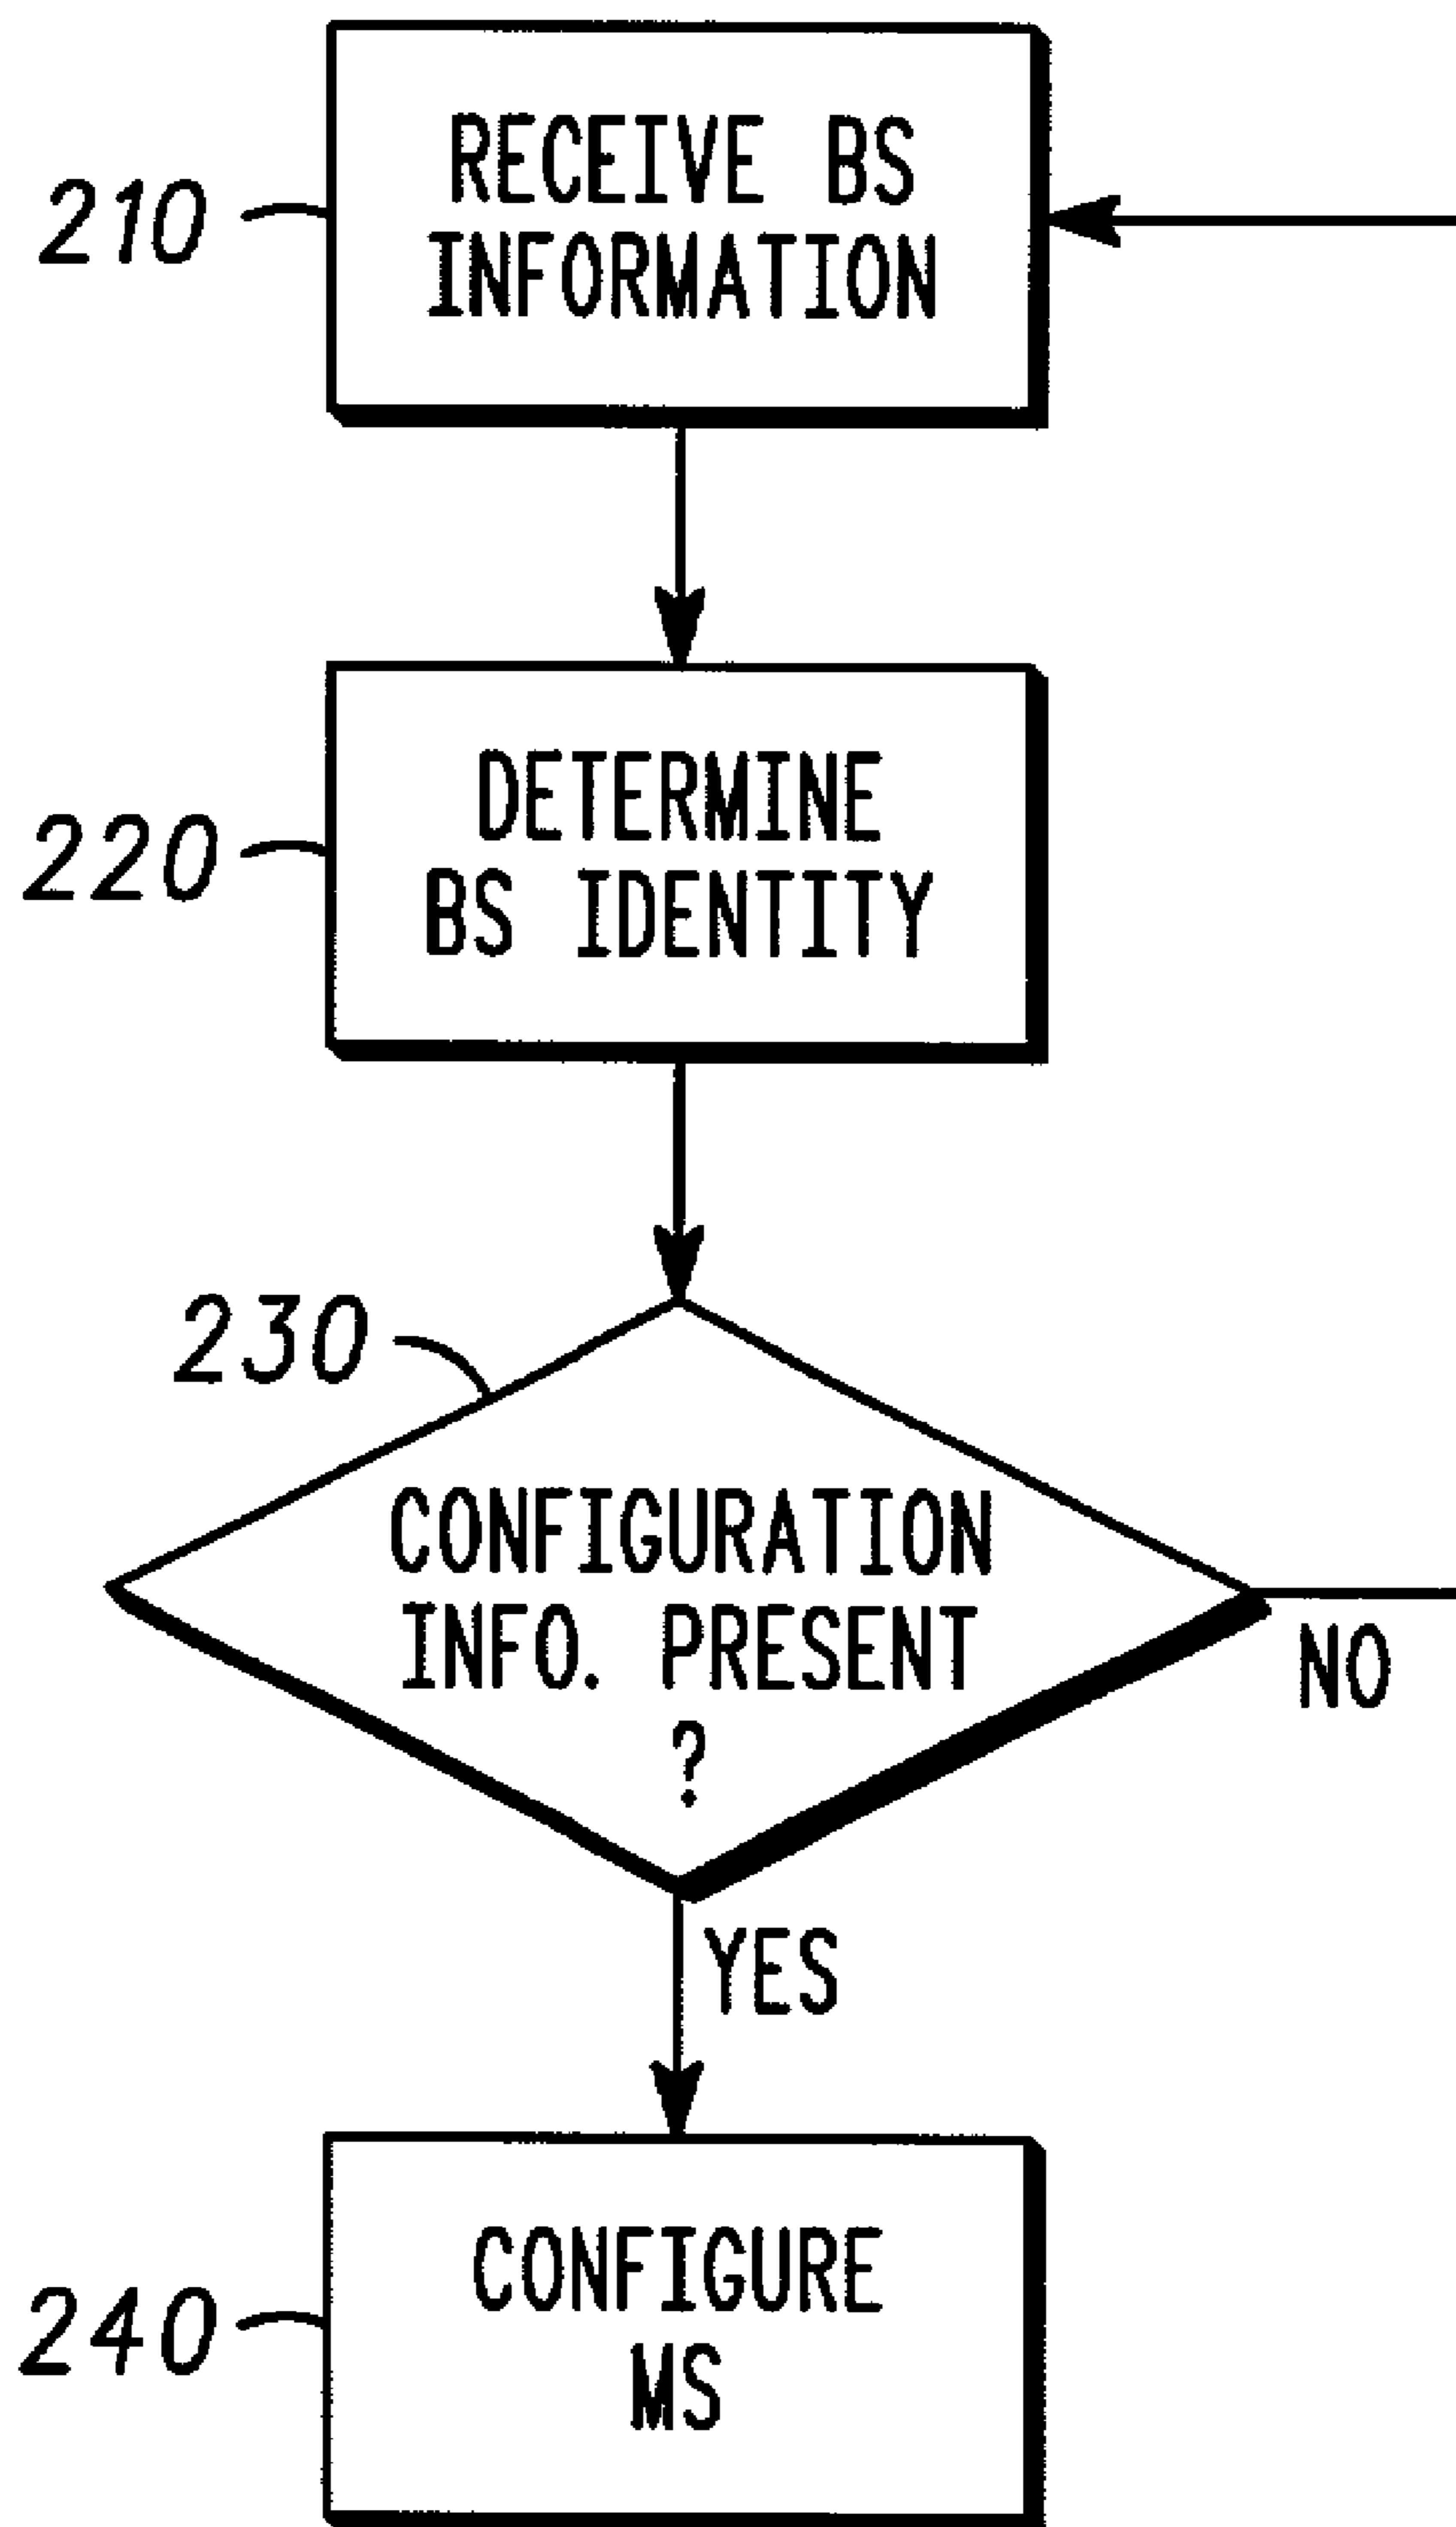 RECEIVE BS
INFORMATION
210
DETERMINE
BS IDENTITY
220
230
CONFIGURATION
INFO. PRESENT
?
NO
YES
CONFIGURE
MS
240